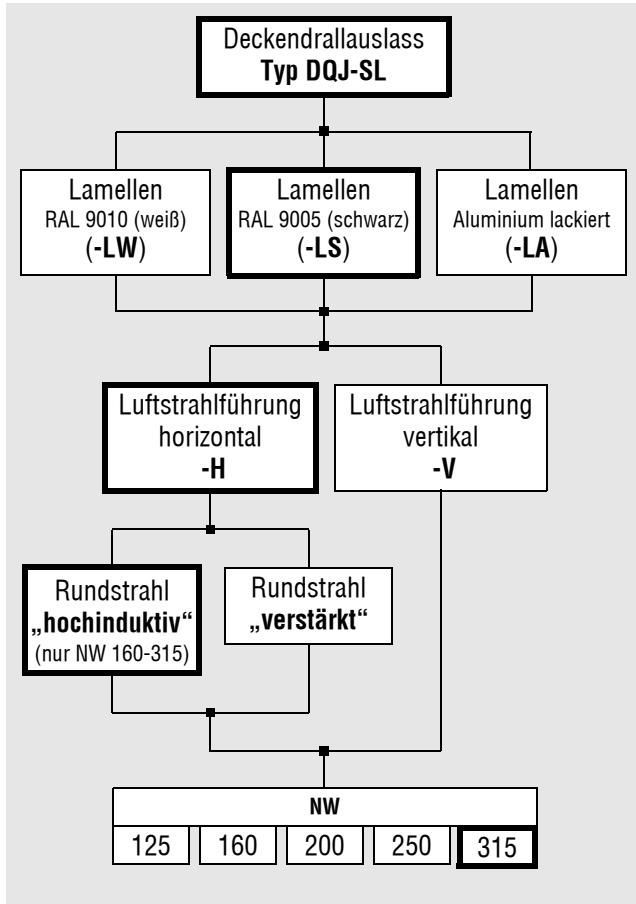 Deckendrallauslass
Typ DQJ-SL
Lamellen
RAL 9010 (weiß)
(-LW)
Lamellen
RAL 9005 (schwarz)
(-LS)
Lamellen
Aluminium lackiert
(-LA)
Luftstrahlführung
horizontal
-H
Luftstrahlführung
vertikal
-V
Rundstrahl
„hochinduktiv“
(nur NW 160-315)
Rundstrahl
„verstärkt“
NW
125 160 200 250 315